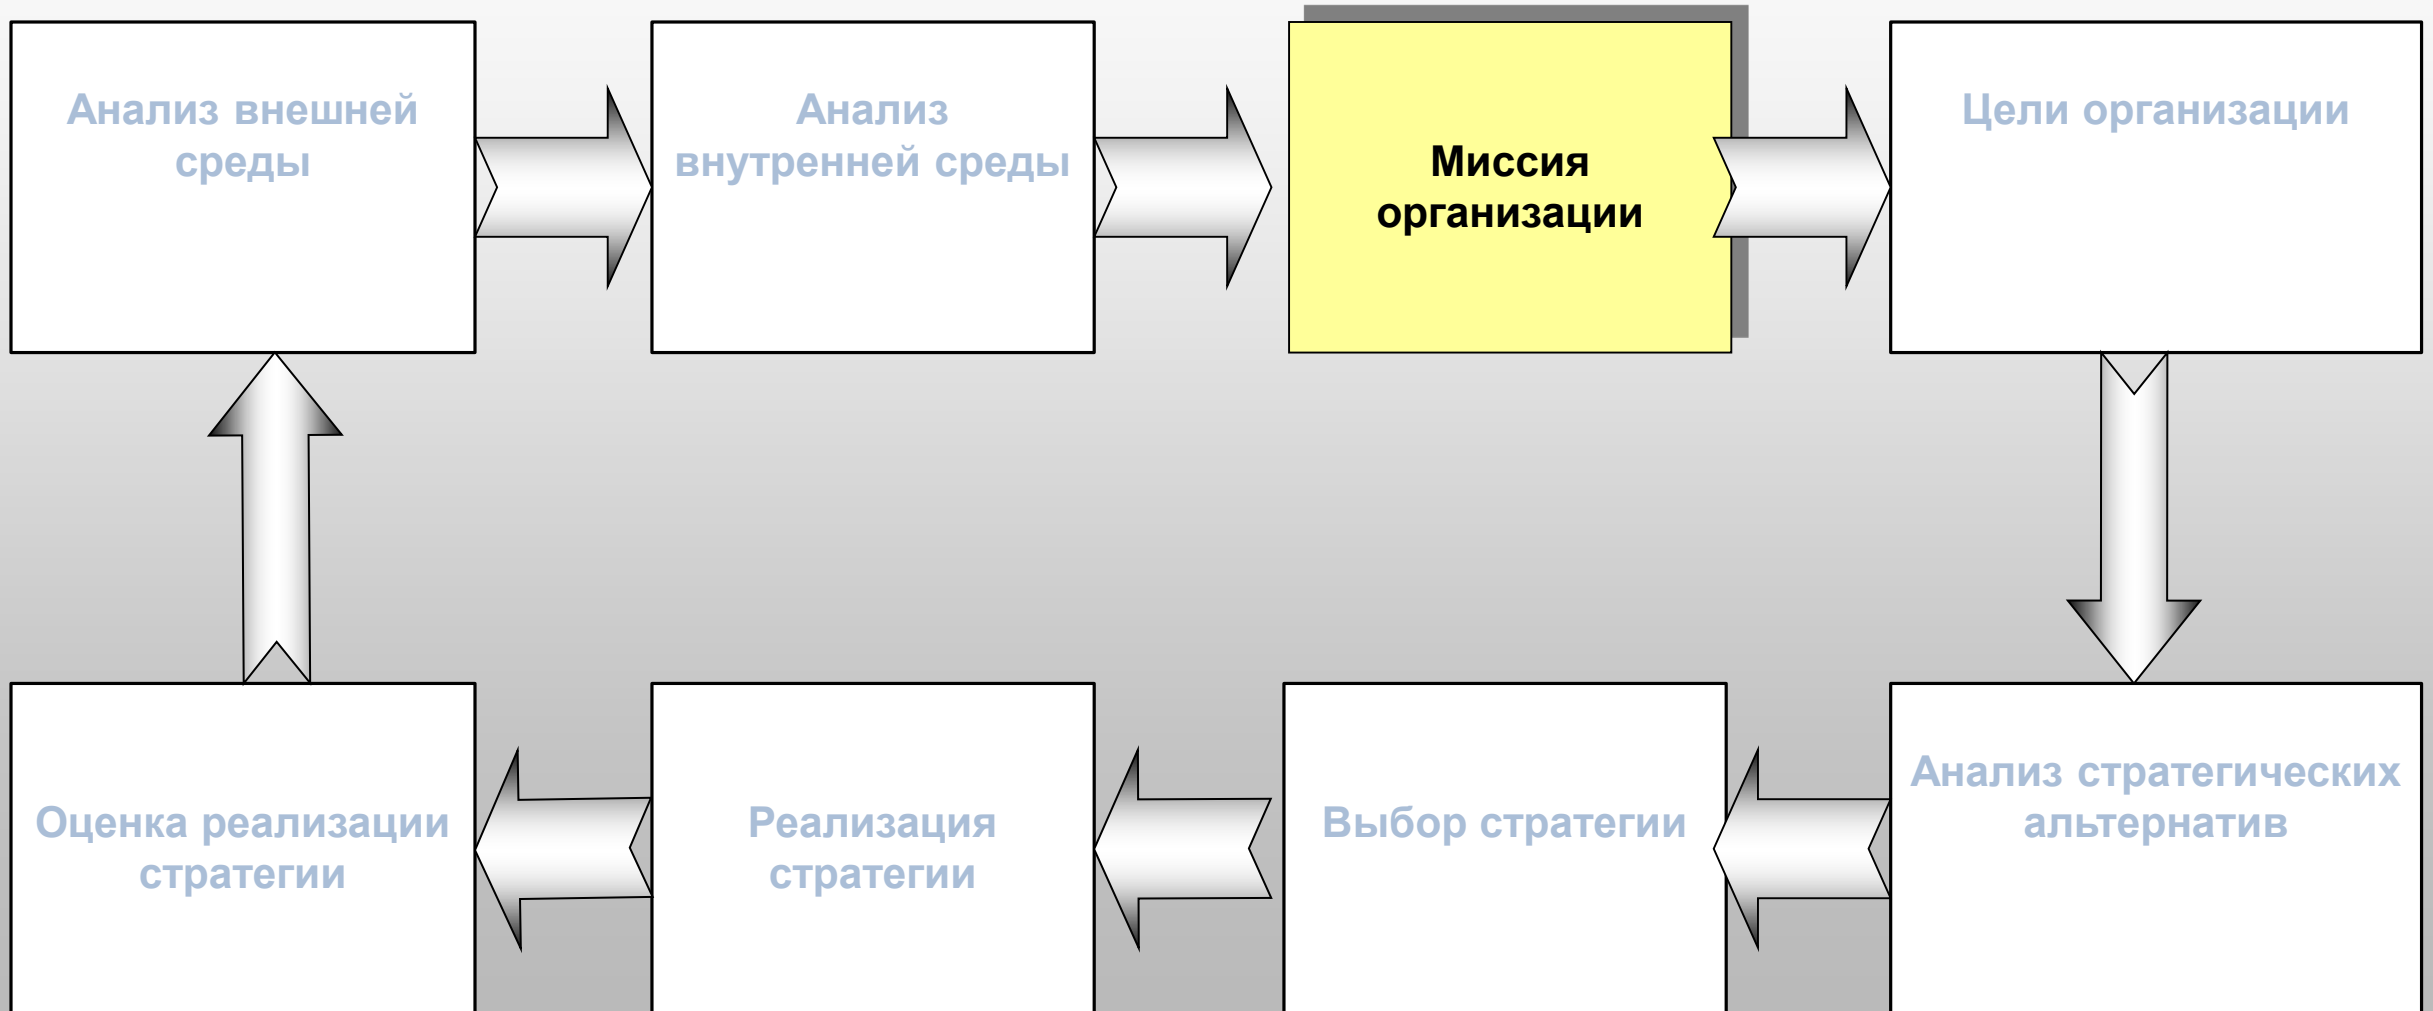 Анализ внешней
среды
Анализ
внутренней среды
Миссия
организации
Цели организации
Оценка реализации
стратегии
Реализация
стратегии
Выбор стратегии
Анализ стратегических
альтернатив